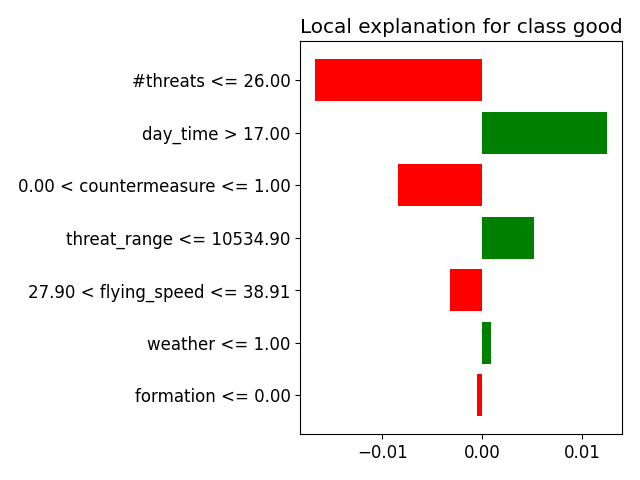 Local explanation for class good
#threats <= 26.00
day_time > 17.00
0.00 < countermeasure <= 1.00
threat_range <= 10534.90
27.90 < flying_speed <= 38.91
weather <= 1.00
formation <= 0.00
−0.01 0.00 0.01